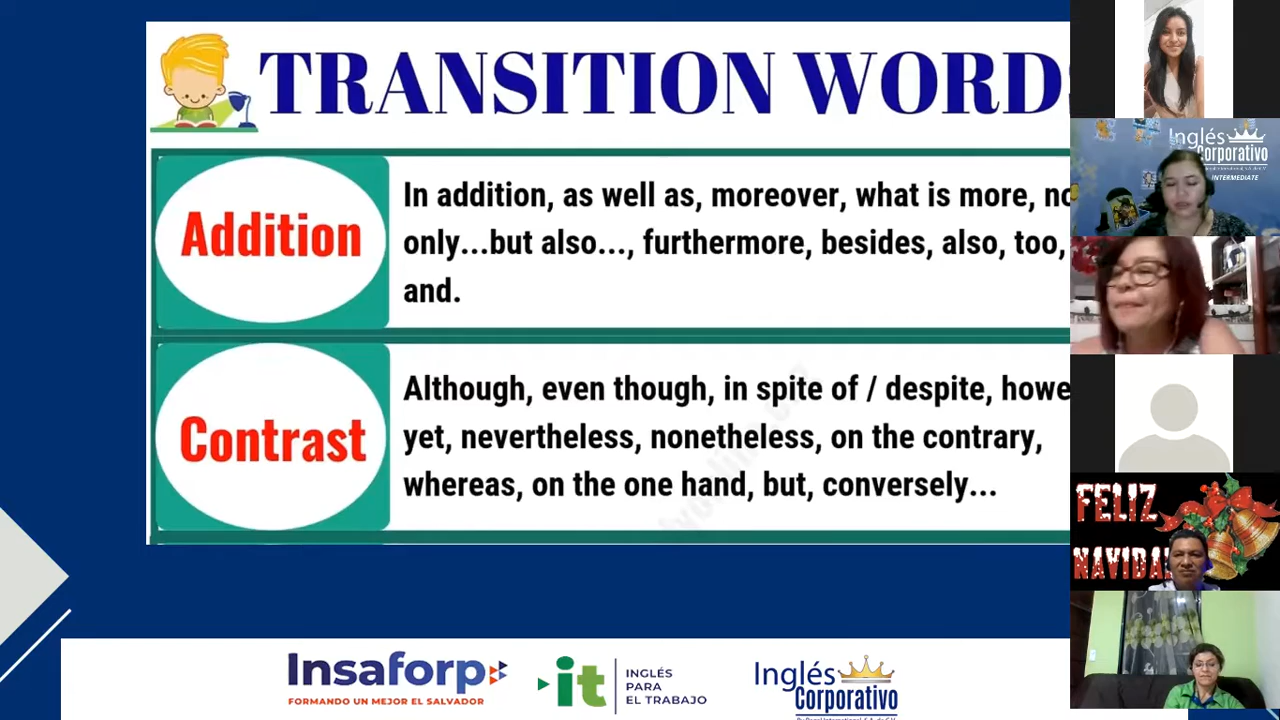 TRANSITION WORDS
Addition
In addition, as well as, moreover, what is more, no
only...but also..., furthermore, besides, also, too,
and.
Contrast
Although, even though, in spite of / despite, howe
yet, nevertheless, nonetheless, on the contrary,
whereas, on the one hand, but, conversely...
Insaforp
FORMANDO UN MEJOR EL SALVADOR
it
INGLÉS
PARA
EL TRABAJO
Inglés
Corporativo
Inglés
Corporativo
INTERMEDIATE
FELIZ
NAVIDA